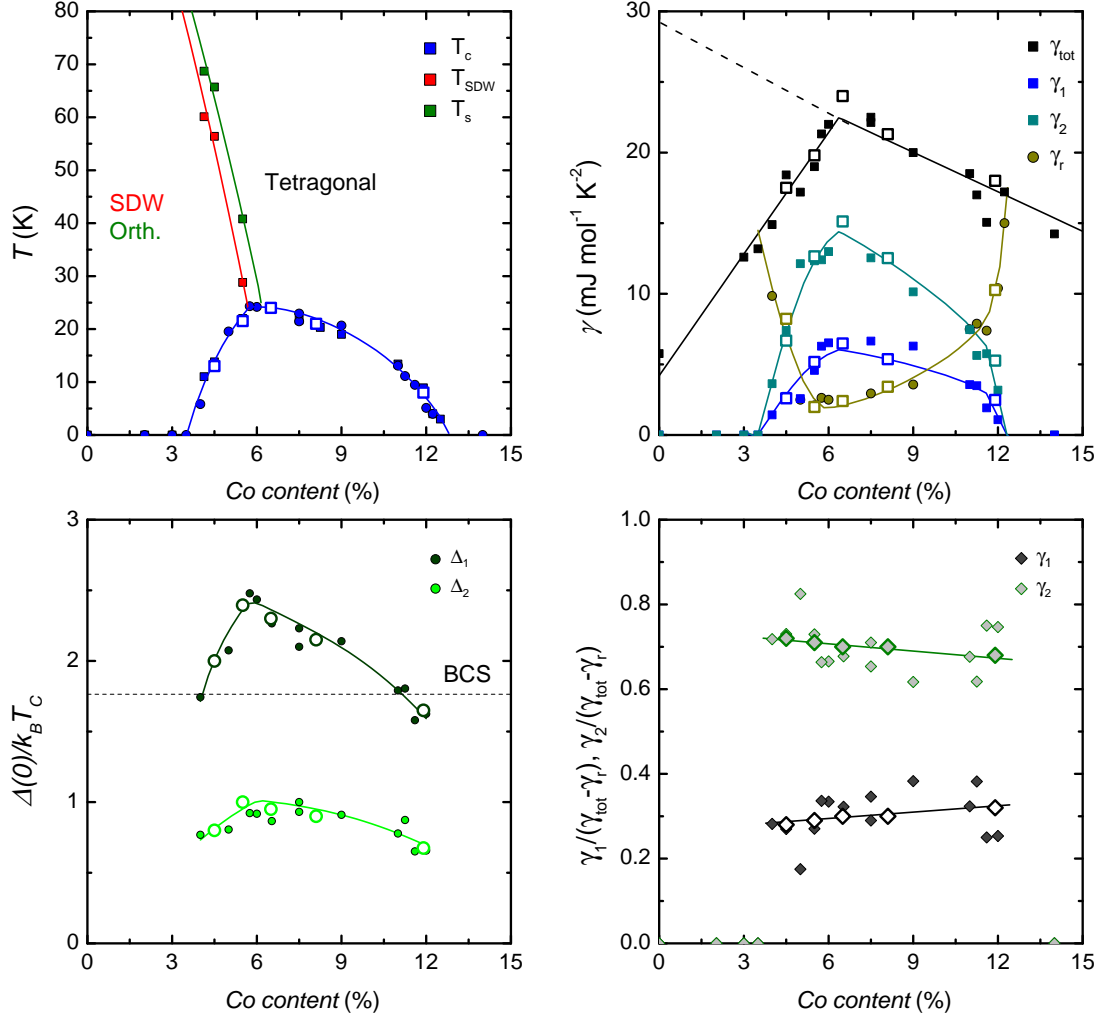 80
70
60
50
40
30
20
10
0
T (K)
T_c
T_SDW
T_s
SDW
Orth.
Tetragonal
0 3 6 9 12 15
Co content (%)
30
20
10
0
γ (mJ mol⁻¹ K⁻²)
γ_tot
γ_1
γ_2
γ_r
0 3 6 9 12 15
Co content (%)
3
2
1
0
Δ(0)/k_B T_C
Δ_1
Δ_2
BCS
0 3 6 9 12 15
Co content (%)
1.0
0.8
0.6
0.4
0.2
0.0
γ_1/(γ_tot-γ_r), γ_2/(γ_tot-γ_r)
γ_1
γ_2
0 3 6 9 12 15
Co content (%)